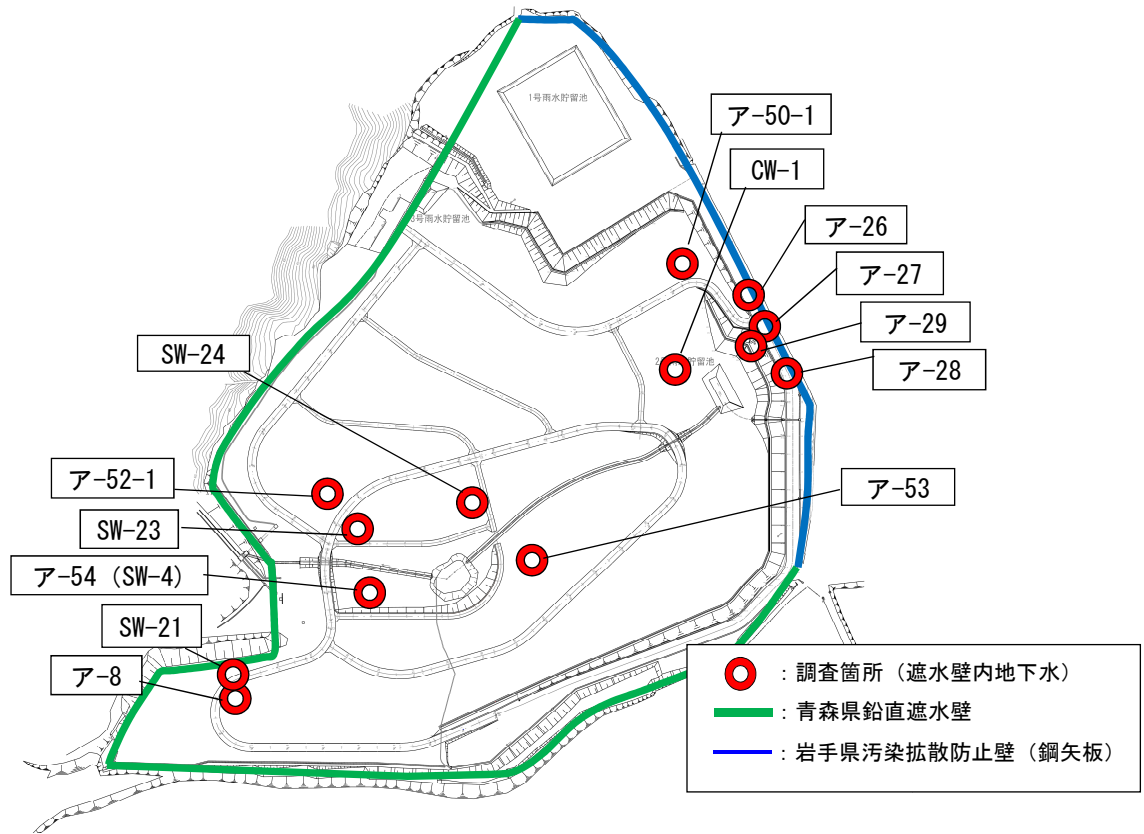 1号雨水貯留池
ア-50-1
CW-1
ア-26
3号雨水貯留池
ア-27
ア-29
SW-24
ア-28
ア-52-1
ア-53
SW-23
ア-54（SW-4）
SW-21
ア-8
：調査箇所（遮水壁内地下水）
：青森県鉛直遮水壁
：岩手県汚染拡散防止壁（鋼矢板）